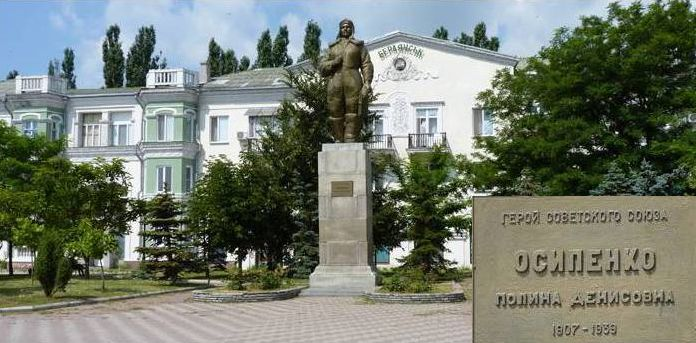 БЕРДЯНСЬК
ГЕРОЙ СОВЕТСКОГО СОЮЗА
ОСИПЕНКО
ПОЛИНА ДЕНИСОВНА
1907-1939